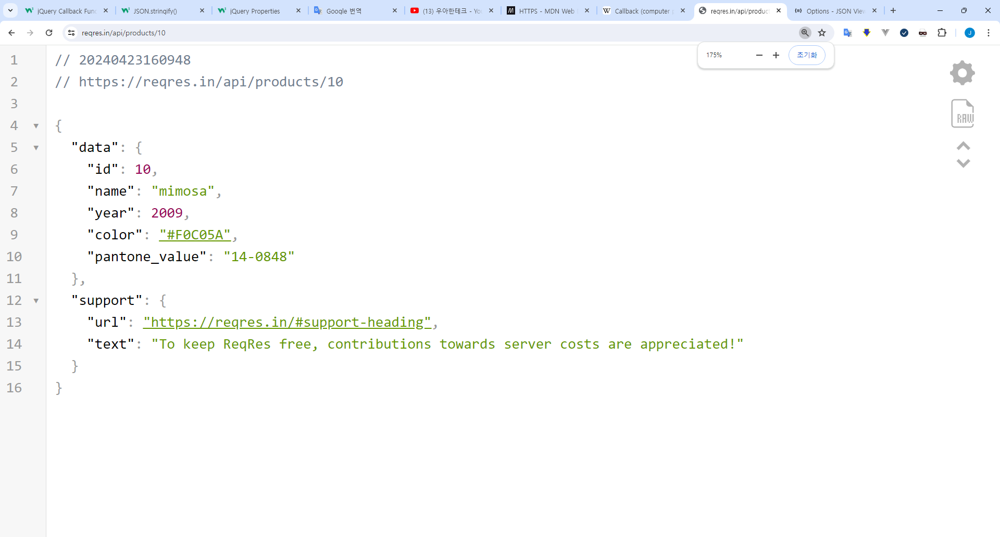 jQuery Callback Func
JSON.stringify()
jQuery Properties
Google 번역
(13) 우아한테크 - You
HTTPS - MDN Web
Callback (computer p
reqres.in/api/product
Options - JSON View
reqres.in/api/products/10
J
175%
초기화
1 // 20240423160948
2 // https://reqres.in/api/products/10
3
4 {
5 "data": {
6 "id": 10,
7 "name": "mimosa",
8 "year": 2009,
9 "color": "#F0C05A",
10 "pantone_value": "14-0848"
11 },
12 "support": {
13 "url": "https://reqres.in/#support-heading",
14 "text": "To keep ReqRes free, contributions towards server costs are appreciated!"
15 }
16 }
RAW